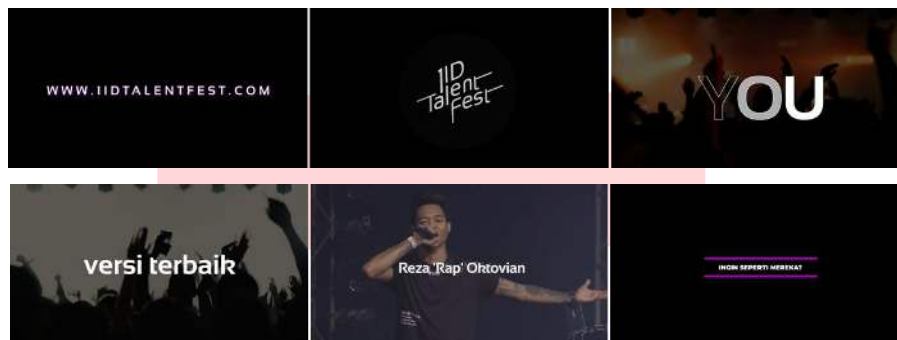 WWW.IIDTALENTFEST.COM
IID
Talent
Fest
YOU
versi terbaik
Reza 'Rap' Oktovian
INGIN SEPERTI MEREKA?